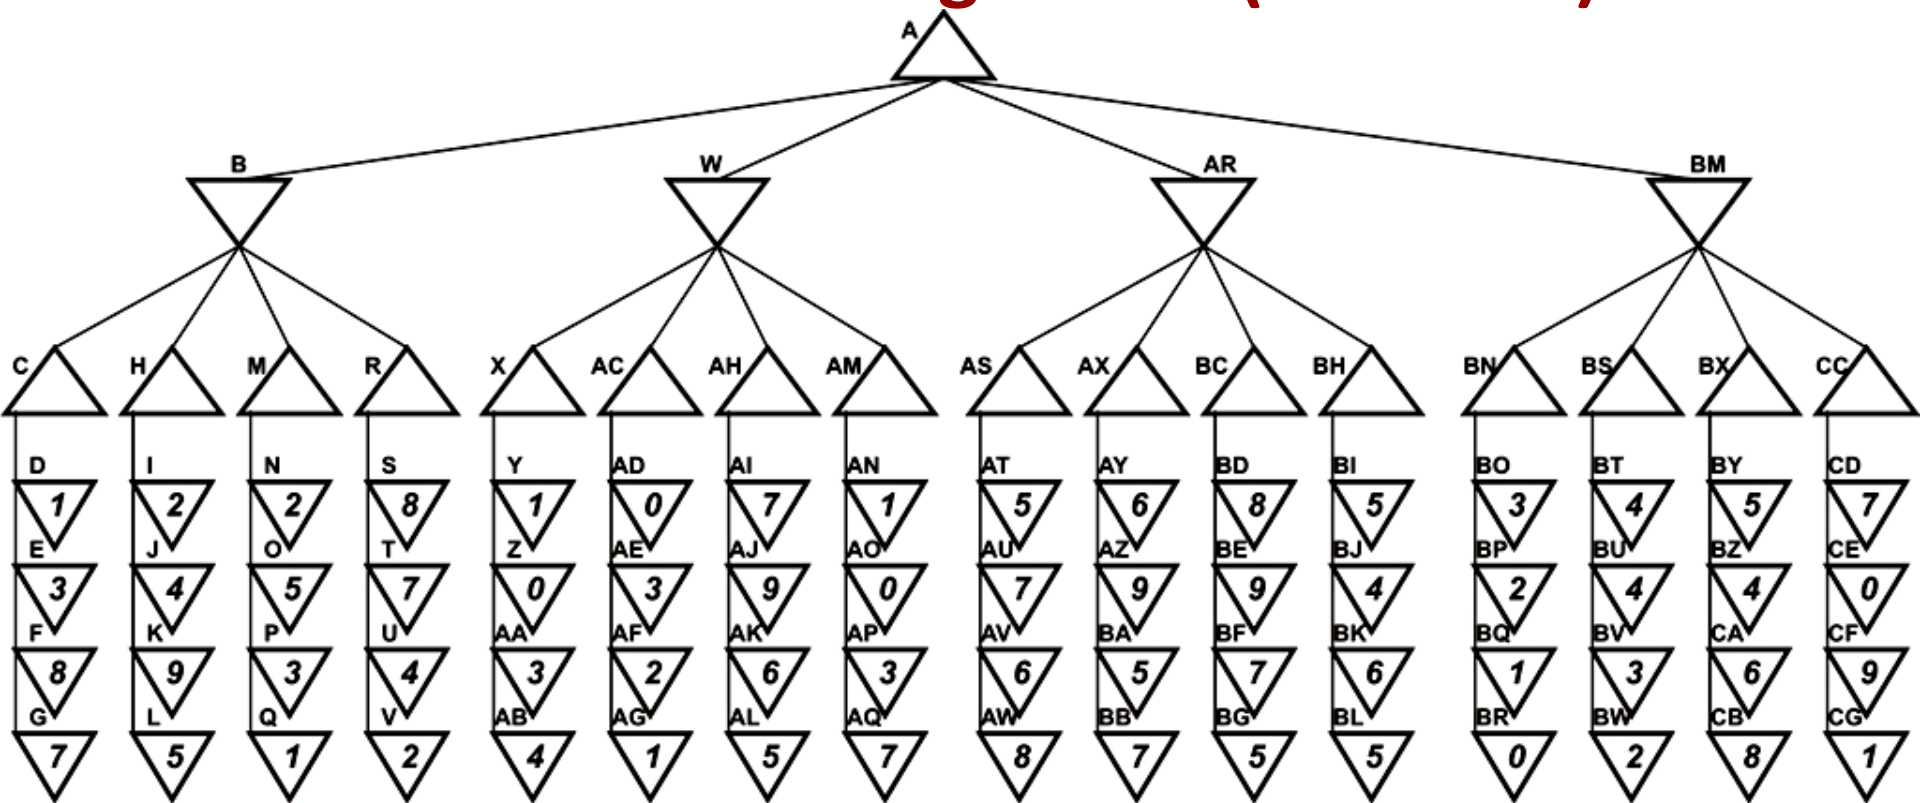 A
B W AR BM
C H M R X AC AH AM AS AX BC BH BN BS BX CC
D I N S Y AD AI AN AT AY BD BI BO BT BY CD
1 2 2 8 1 0 7 1 5 6 8 5 3 4 5 7
E J O T Z AE AJ AO AU AZ BE BJ BP BU BZ CE
3 4 5 7 0 3 9 0 7 9 9 4 2 4 4 0
F K P U AA AF AK AP AV BA BF BK BQ BV CA CF
8 9 3 4 3 2 6 3 6 5 7 6 1 3 6 9
G L Q V AB AG AL AQ AW BB BG BL BR BW CB CG
7 5 1 2 4 1 5 7 8 7 5 5 0 2 8 1